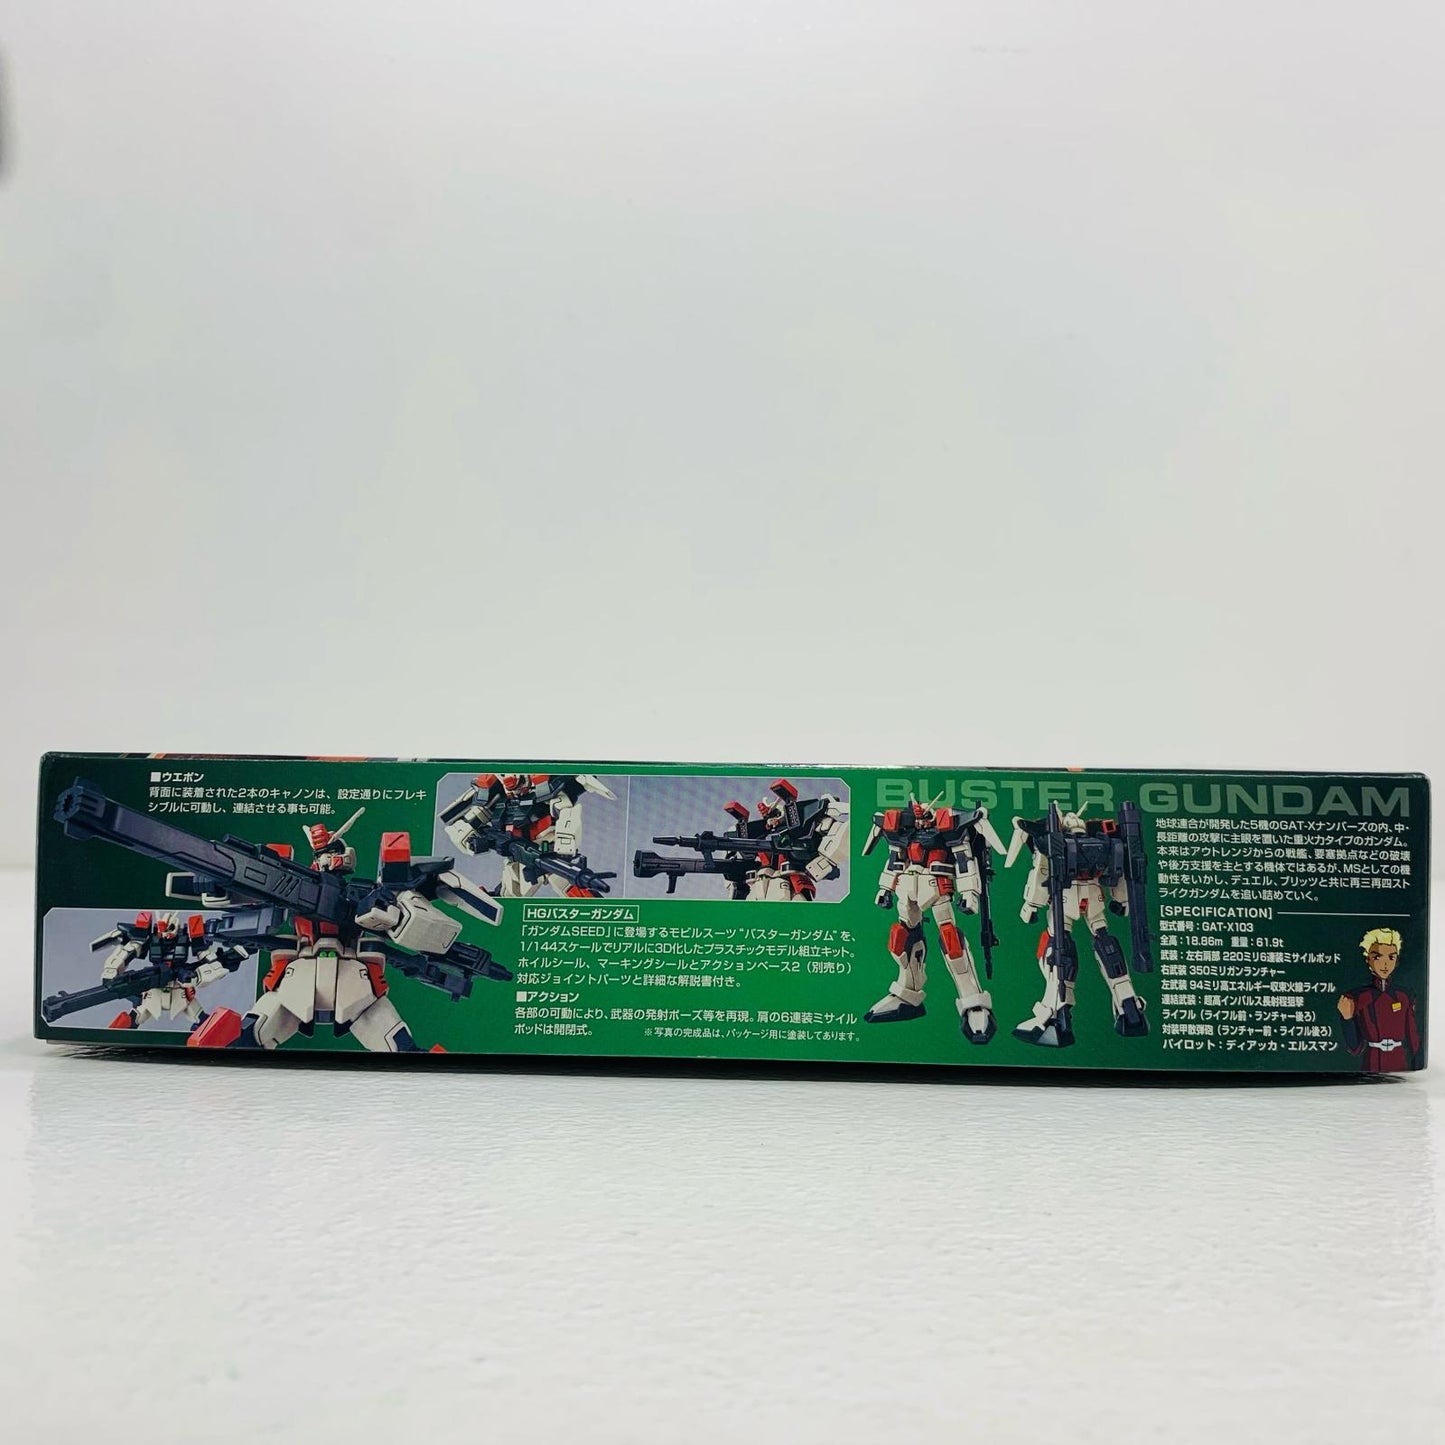 ■ウエポン
背面に装着された2本のキャノンは、設定通りにフレキ
シブルに可動し、連結させる事も可能。
HGバスターガンダム
「ガンダムSEED」に登場するモビルスーツ"バスターガンダム"を、
1/144スケールでリアルに3D化したプラスチックモデル組立キット。
ホイルシール、マーキングシールとアクションベース2（別売り）
対応ジョイントパーツと詳細な解説書付き。
■アクション
各部の可動により、武器の発射ポーズ等を再現。肩の6連装ミサイル
ポッドは開閉式。
※写真の完成品は、パッケージ用に塗装してあります。
BUSTER GUNDAM
地球連合が開発した5機のGAT-Xナンバーズの内、中・
長距離の攻撃に主眼を置いた重火力タイプのガンダム。
本来はアウトレンジからの戦艦、要塞拠点などの破壊
や後方支援を主とする機体ではあるが、MSとしての機
動性をいかし、デュエル、ブリッツと共に再三再四スト
ライクガンダムを追い詰めていく。
[SPECIFICATION]
型式番号：GAT-X103
全高：18.86m 重量：61.9t
武装：左右肩部 220ミリ6連装ミサイルポッド
右武装 350ミリガンランチャー
左武装 94ミリ高エネルギー収束火線ライフル
連結武装：超高インパルス長射程狙撃
ライフル（ライフル前・ランチャー後ろ）
対装甲散弾砲（ランチャー前・ライフル後ろ）
パイロット：ディアッカ・エルスマン